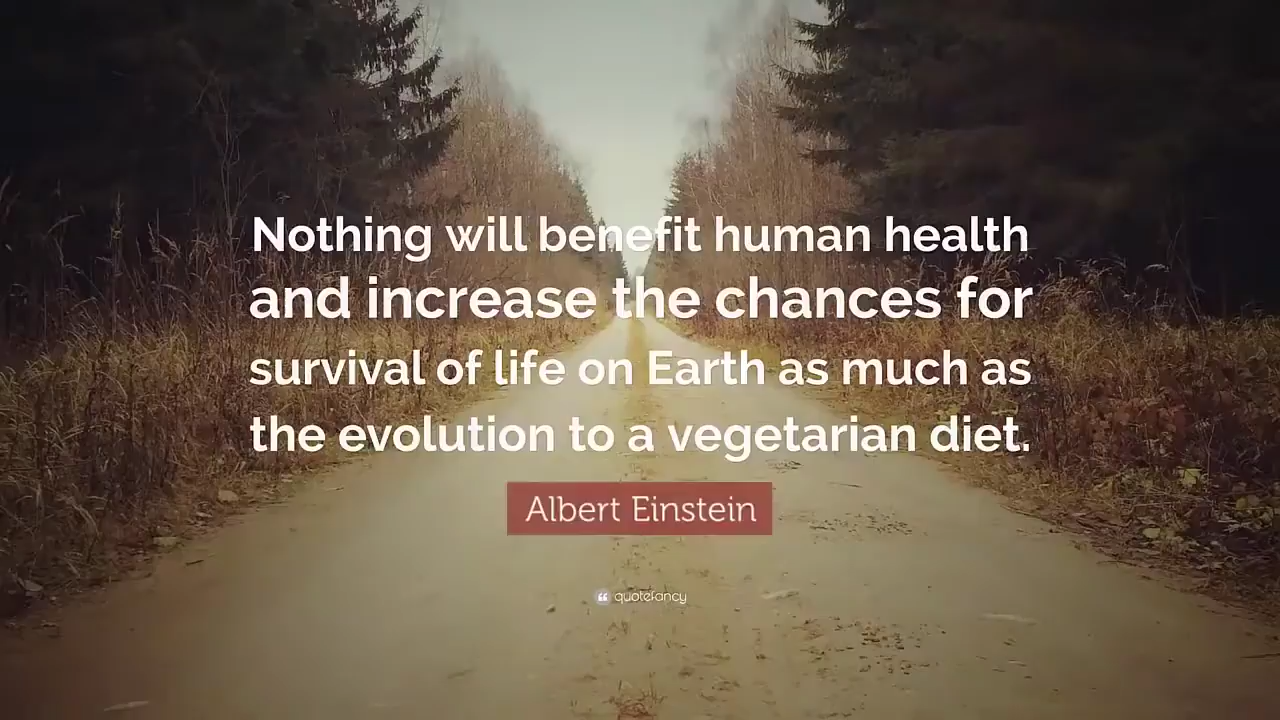 Nothing will benefit human health
and increase the chances for
survival of life on Earth as much as
the evolution to a vegetarian diet.
Albert Einstein
quotefancy